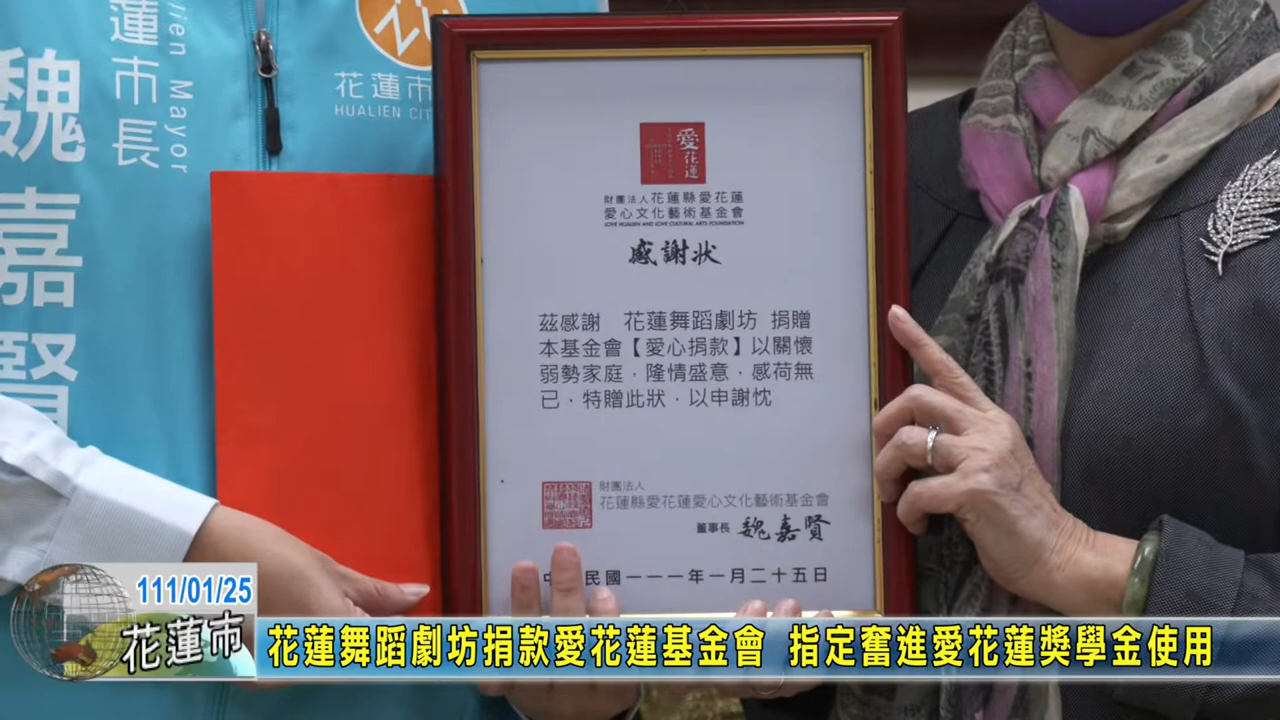 蓮市長
lien Mayor
魏嘉賢
花蓮市
HUALIEN CIT
愛花蓮
財團法人花蓮縣愛花蓮
愛心文化藝術基金會
LOVE HUALIEN AND LOVE CULTURAL ARTS FOUNDATION
感謝狀
茲感謝 花蓮舞蹈劇坊 捐贈
本基金會【愛心捐款】以關懷
弱勢家庭，隆情盛意，感荷無
已，特贈此狀，以申謝忱
財團法人
花蓮縣愛花蓮愛心文化藝術基金會
董事長 魏嘉賢
中 民國一一一年一月二十五日
111/01/25
花蓮市
花蓮舞蹈劇坊捐款愛花蓮基金會 指定奮進愛花蓮獎學金使用